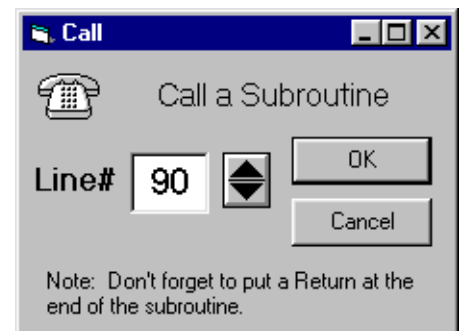 Call
Call a Subroutine
Line# 90
OK
Cancel
Note:  Don't forget to put a Return at the
end of the subroutine.